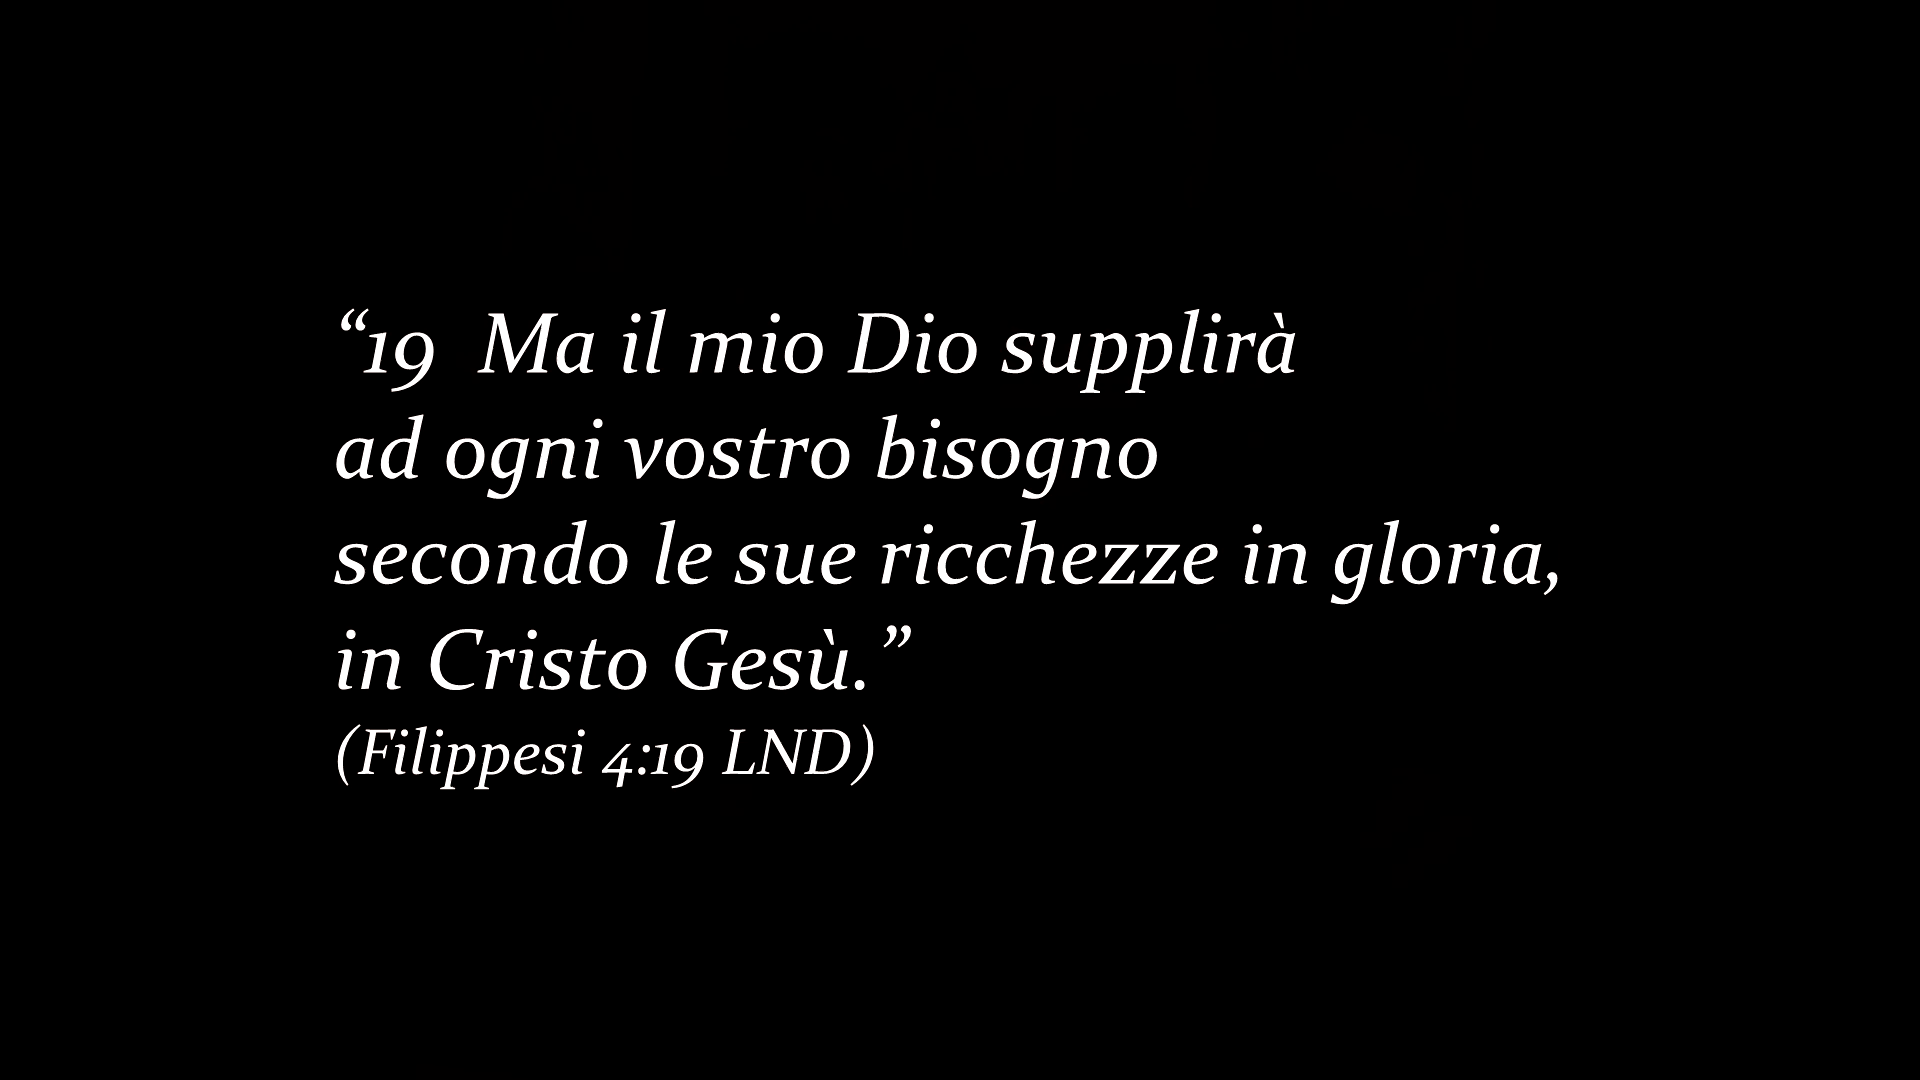 “19  Ma il mio Dio supplirà
ad ogni vostro bisogno
secondo le sue ricchezze in gloria,
in Cristo Gesù.”
(Filippesi 4:19 LND)